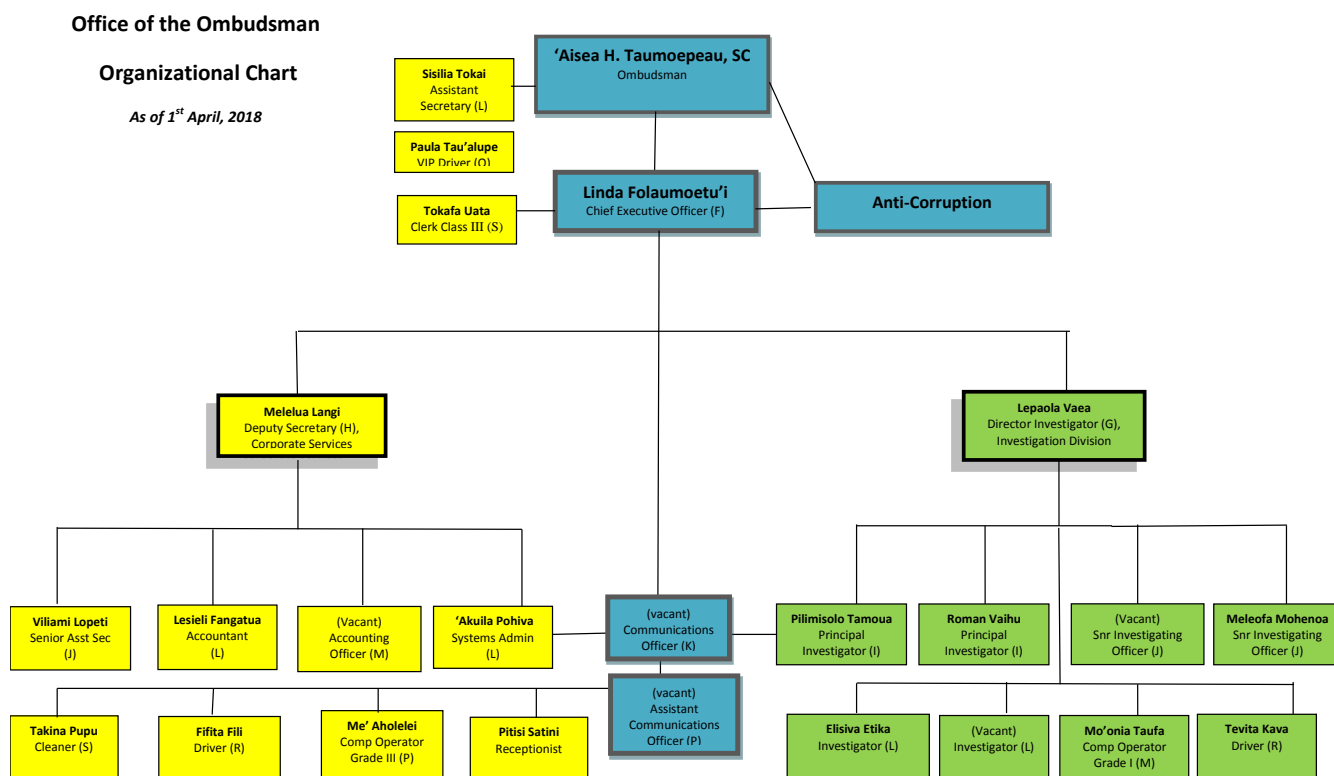 Office of the Ombudsman
Organizational Chart
As of 1st April, 2018
‘Aisea H. Taumoepeau, SC
Ombudsman
Sisilia Tokai
Assistant
Secretary (L)
Paula Tau’alupe
VIP Driver (O)
Linda Folaumoetu’i
Chief Executive Officer (F)
Anti-Corruption
Tokafa Uata
Clerk Class III (S)
Melelua Langi
Deputy Secretary (H),
Corporate Services
Lepaola Vaea
Director Investigator (G),
Investigation Division
Viliami Lopeti
Senior Asst Sec
(J)
Lesieli Fangatua
Accountant
(L)
(Vacant)
Accounting
Officer (M)
‘Akuila Pohiva
Systems Admin
(L)
(vacant)
Communications
Officer (K)
Pilimisolo Tamoua
Principal
Investigator (I)
Roman Vaihu
Principal
Investigator (I)
(Vacant)
Snr Investigating
Officer (J)
Meleofa Mohenoa
Snr Investigating
Officer (J)
Takina Pupu
Cleaner (S)
Fifita Fili
Driver (R)
Me’ Aholelei
Comp Operator
Grade III (P)
Pitisi Satini
Receptionist
(vacant)
Assistant
Communications
Officer (P)
Elisiva Etika
Investigator (L)
(Vacant)
Investigator (L)
Mo’onia Taufa
Comp Operator
Grade I (M)
Tevita Kava
Driver (R)